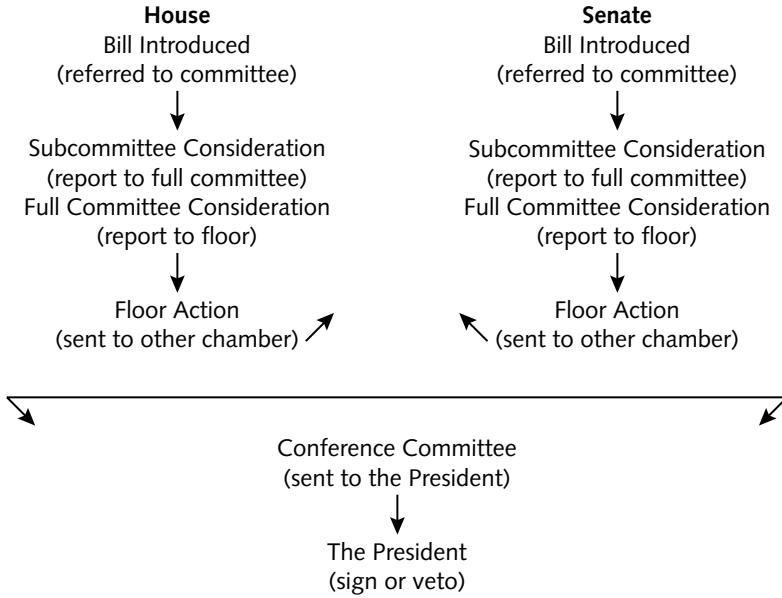 House
Bill Introduced
(referred to committee)
Subcommittee Consideration
(report to full committee)
Full Committee Consideration
(report to floor)
Floor Action
(sent to other chamber)
Senate
Bill Introduced
(referred to committee)
Subcommittee Consideration
(report to full committee)
Full Committee Consideration
(report to floor)
Floor Action
(sent to other chamber)
Conference Committee
(sent to the President)
The President
(sign or veto)